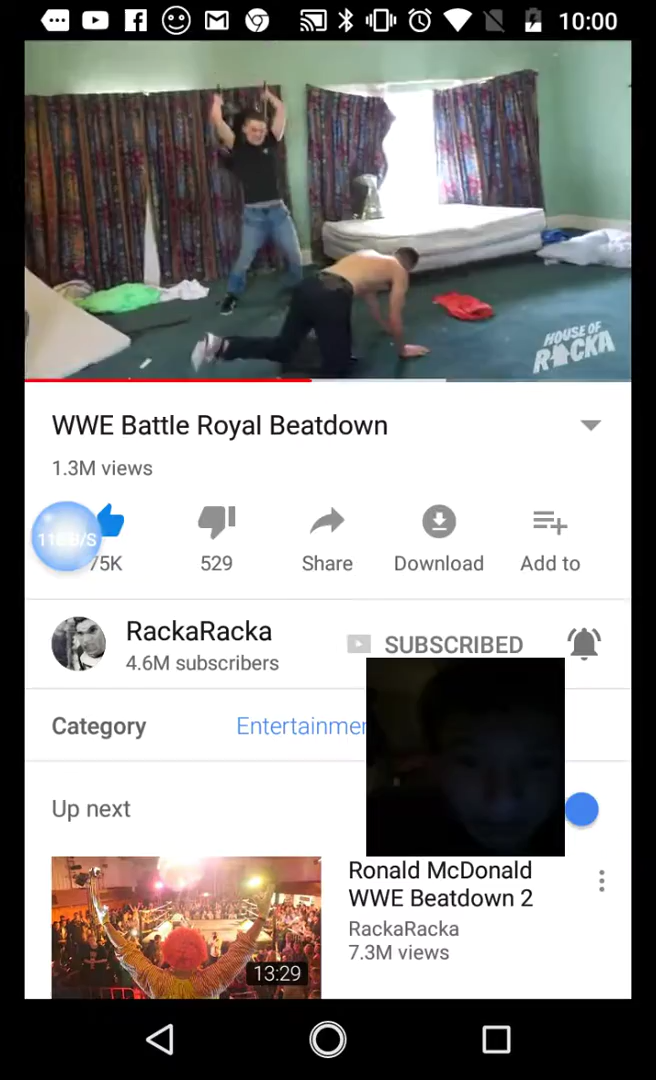 10:00
HOUSE OF
RACKA
WWE Battle Royal Beatdown
1.3M views
75K
529
Share
Download
Add to
RackaRacka
4.6M subscribers
SUBSCRIBED
Category
Entertainmen
Up next
13:29
Ronald McDonald
WWE Beatdown 2
RackaRacka
7.3M views